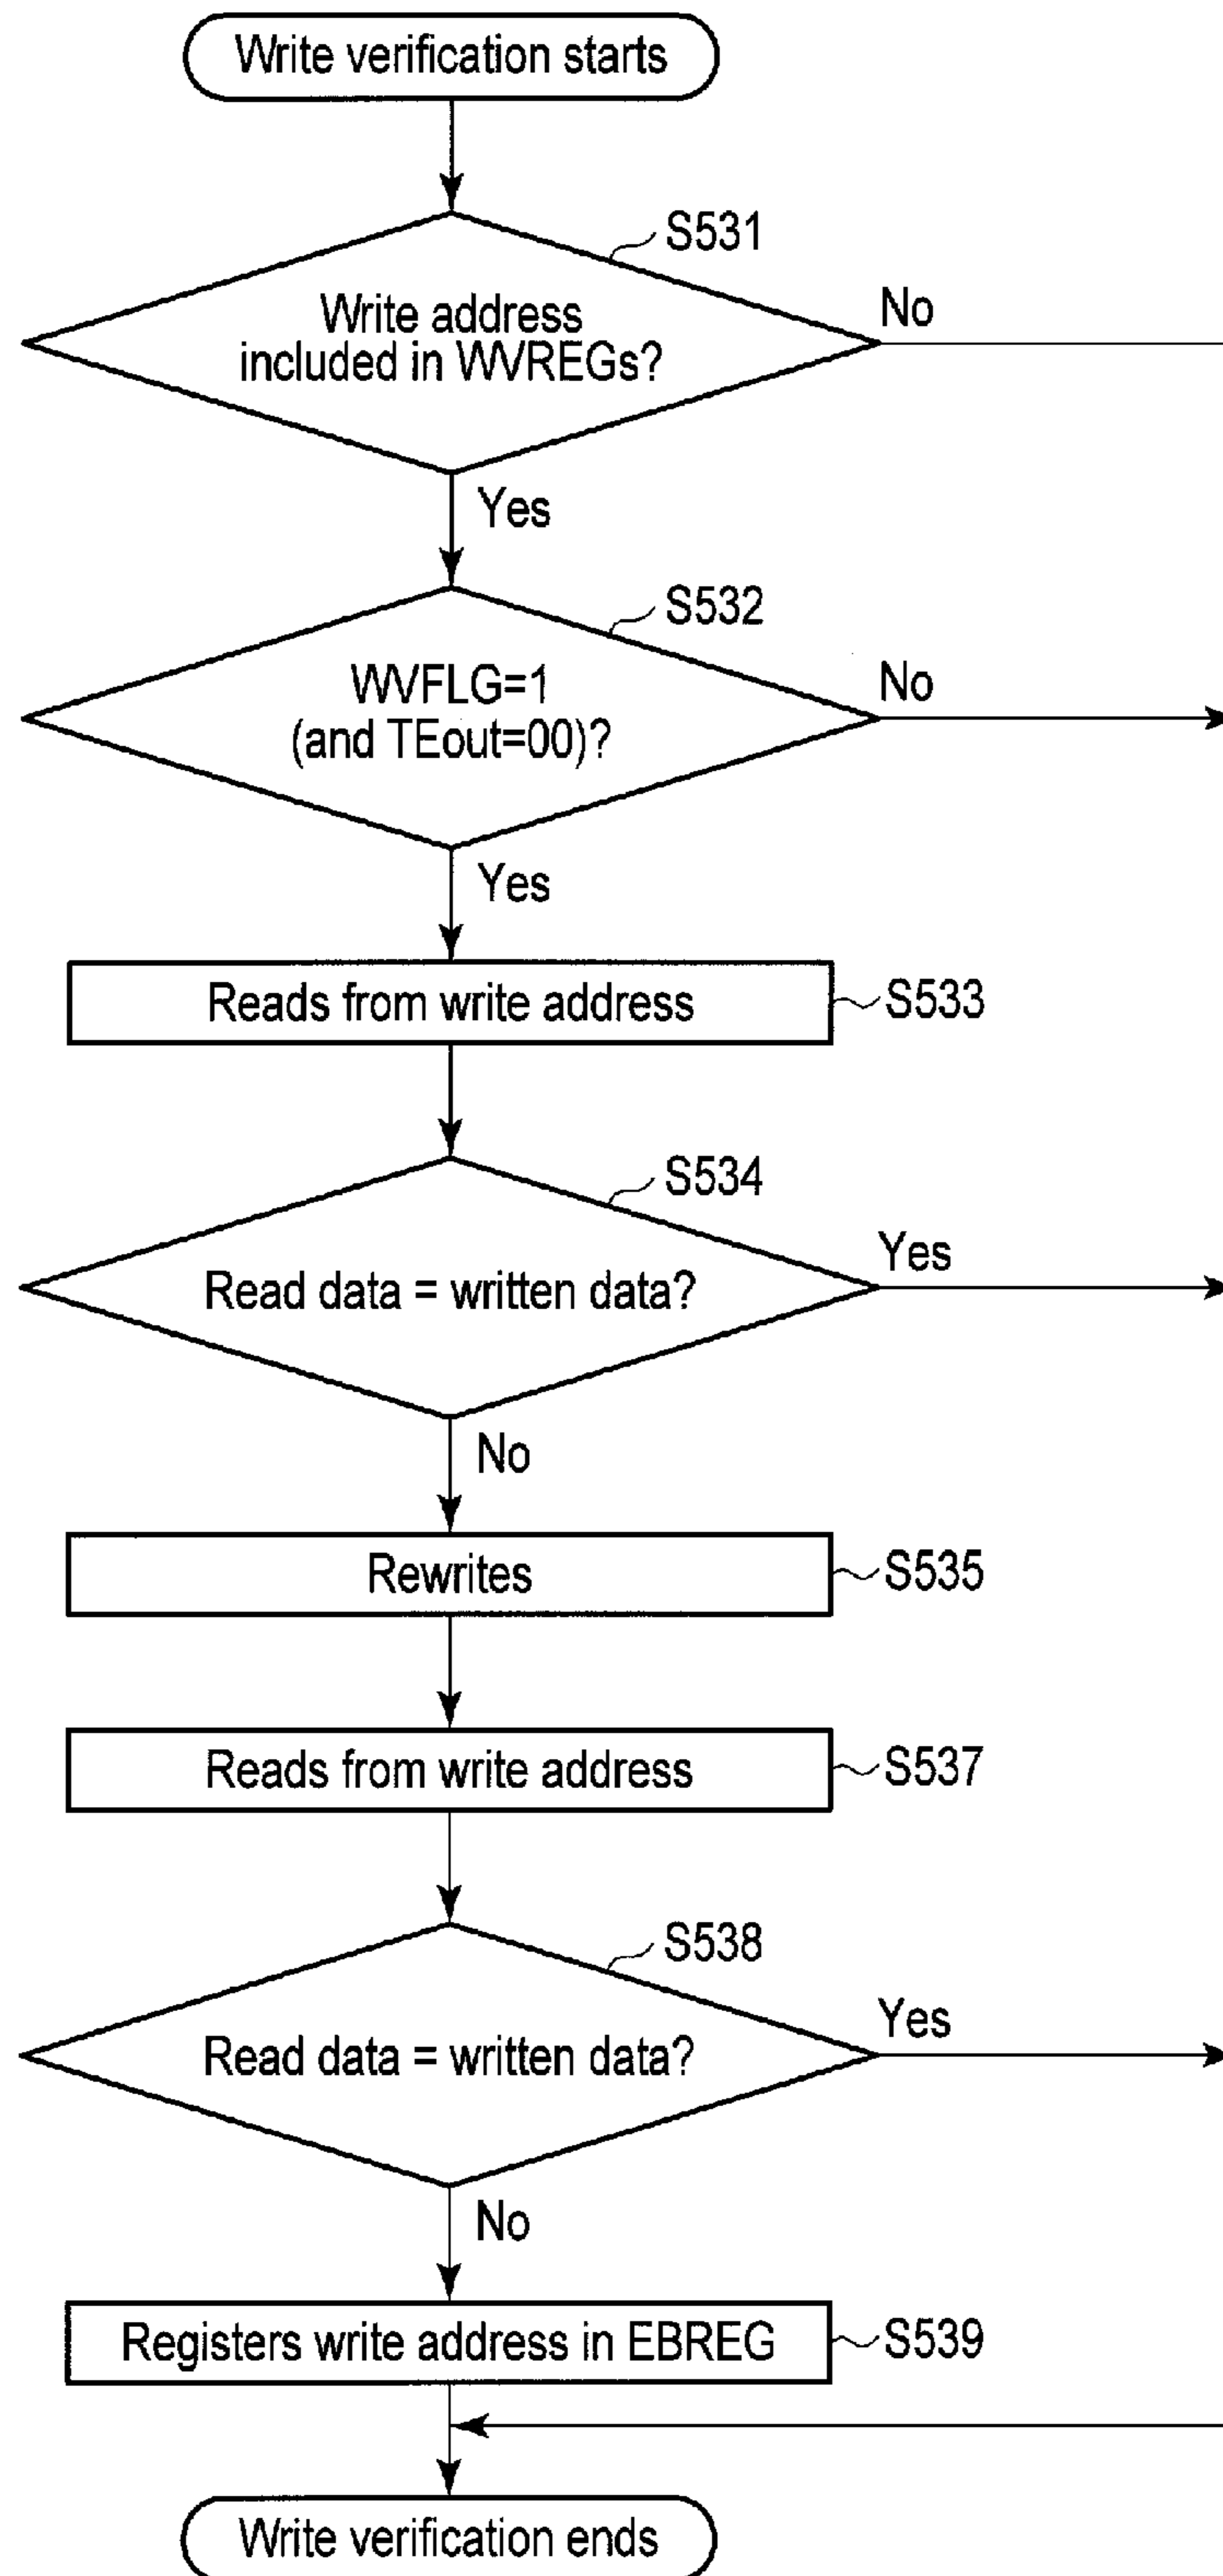 Write verification starts
S531
Write address
included in WVREGs?
No
Yes
S532
WVFLG=1
(and TEout=00)?
No
Yes
Reads from write address
S533
S534
Read data = written data?
Yes
No
Rewrites
S535
Reads from write address
S537
S538
Read data = written data?
Yes
No
Registers write address in EBREG
S539
Write verification ends